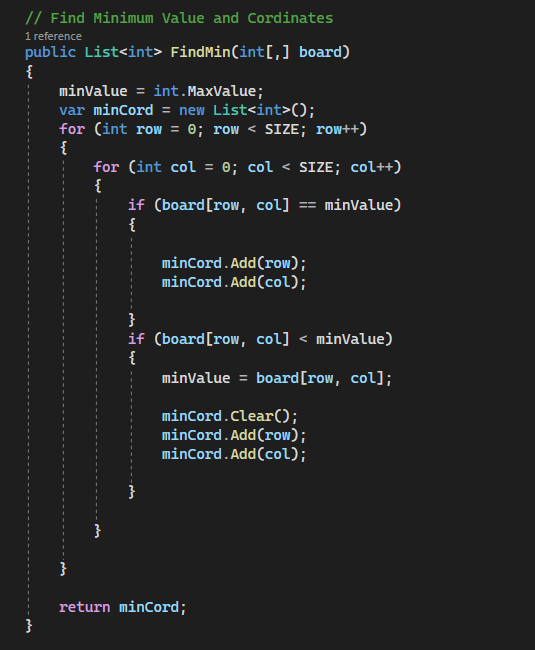 // Find Minimum Value and Cordinates
1 reference
public List<int> FindMin(int[,] board)
{
minValue = int.MaxValue;
var minCord = new List<int>();
for (int row = 0; row < SIZE; row++)
{
for (int col = 0; col < SIZE; col++)
{
if (board[row, col] == minValue)
{
minCord.Add(row);
minCord.Add(col);
}
if (board[row, col] < minValue)
{
minValue = board[row, col];
minCord.Clear();
minCord.Add(row);
minCord.Add(col);
}
}
}
return minCord;
}